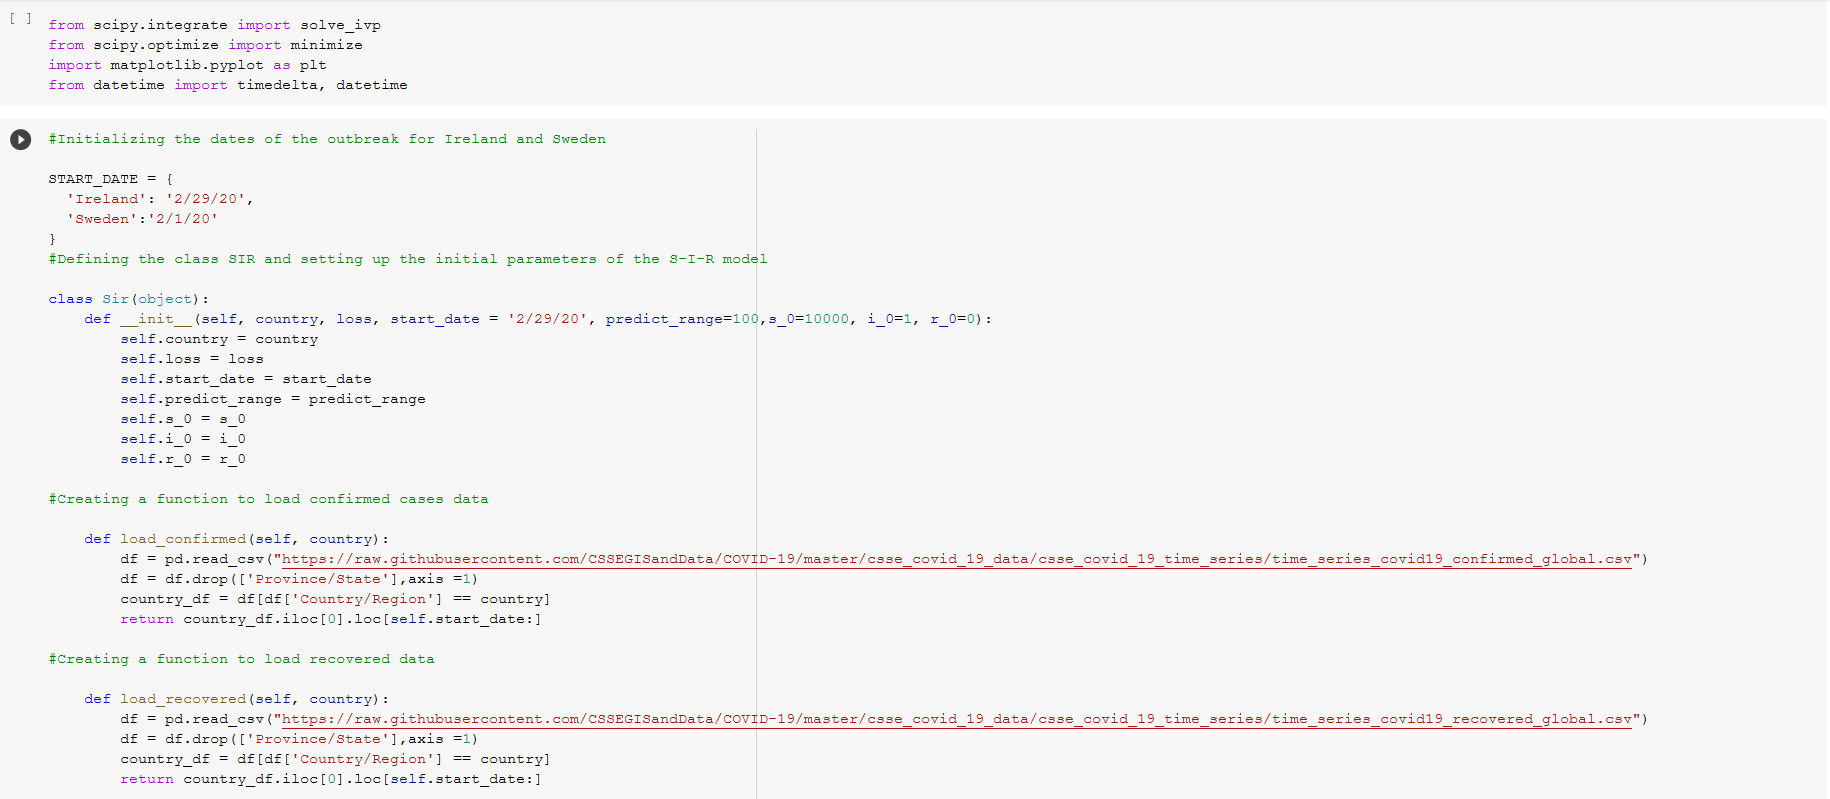 [ ]
from scipy.integrate import solve_ivp
from scipy.optimize import minimize
import matplotlib.pyplot as plt
from datetime import timedelta, datetime
#Initializing the dates of the outbreak for Ireland and Sweden
START_DATE = {
  'Ireland': '2/29/20',
  'Sweden':'2/1/20'
}
#Defining the class SIR and setting up the initial parameters of the S-I-R model
class Sir(object):
    def __init__(self, country, loss, start_date = '2/29/20', predict_range=100,s_0=10000, i_0=1, r_0=0):
        self.country = country
        self.loss = loss
        self.start_date = start_date
        self.predict_range = predict_range
        self.s_0 = s_0
        self.i_0 = i_0
        self.r_0 = r_0
#Creating a function to load confirmed cases data
    def load_confirmed(self, country):
        df = pd.read_csv("https://raw.githubusercontent.com/CSSEGISandData/COVID-19/master/csse_covid_19_data/csse_covid_19_time_series/time_series_covid19_confirmed_global.csv")
        df = df.drop(['Province/State'],axis =1)
        country_df = df[df['Country/Region'] == country]
        return country_df.iloc[0].loc[self.start_date:]
#Creating a function to load recovered data
    def load_recovered(self, country):
        df = pd.read_csv("https://raw.githubusercontent.com/CSSEGISandData/COVID-19/master/csse_covid_19_data/csse_covid_19_time_series/time_series_covid19_recovered_global.csv")
        df = df.drop(['Province/State'],axis =1)
        country_df = df[df['Country/Region'] == country]
        return country_df.iloc[0].loc[self.start_date:]